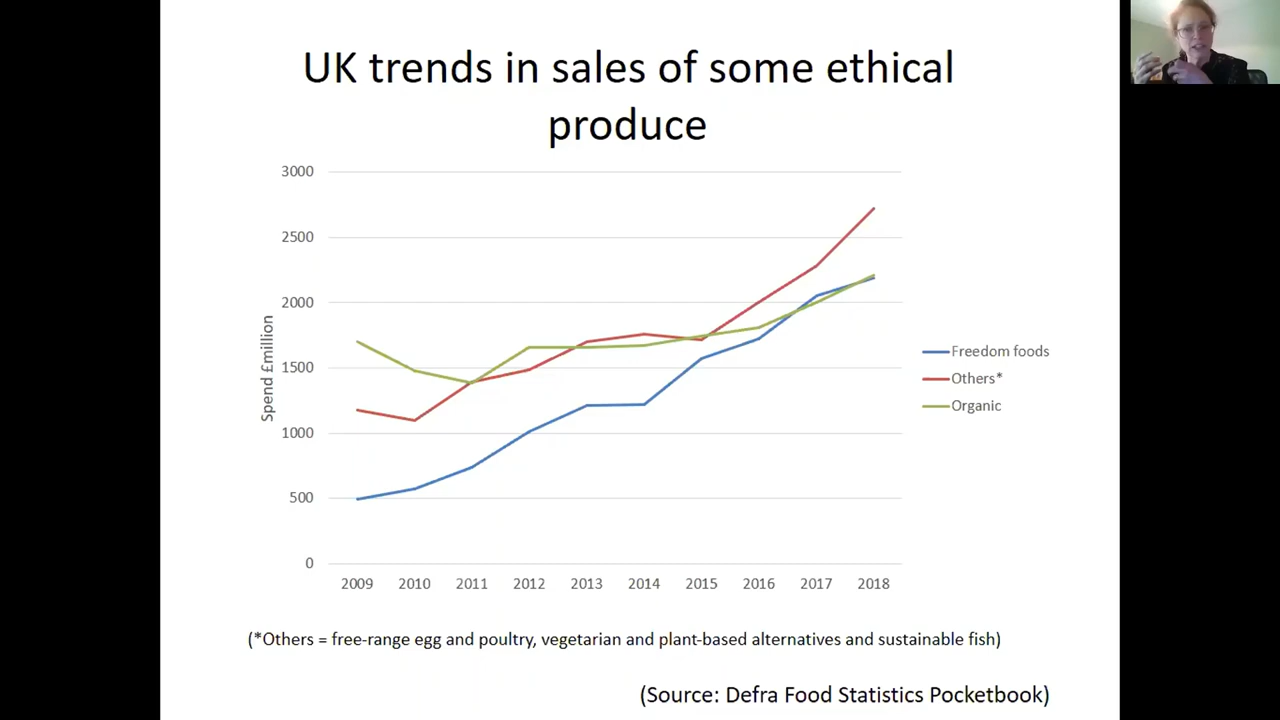 UK trends in sales of some ethical
produce
3000
2500
2000
1500
1000
500
0
Spend £million
2009 2010 2011 2012 2013 2014 2015 2016 2017 2018
Freedom foods
Others*
Organic
(*Others = free-range egg and poultry, vegetarian and plant-based alternatives and sustainable fish)
(Source: Defra Food Statistics Pocketbook)